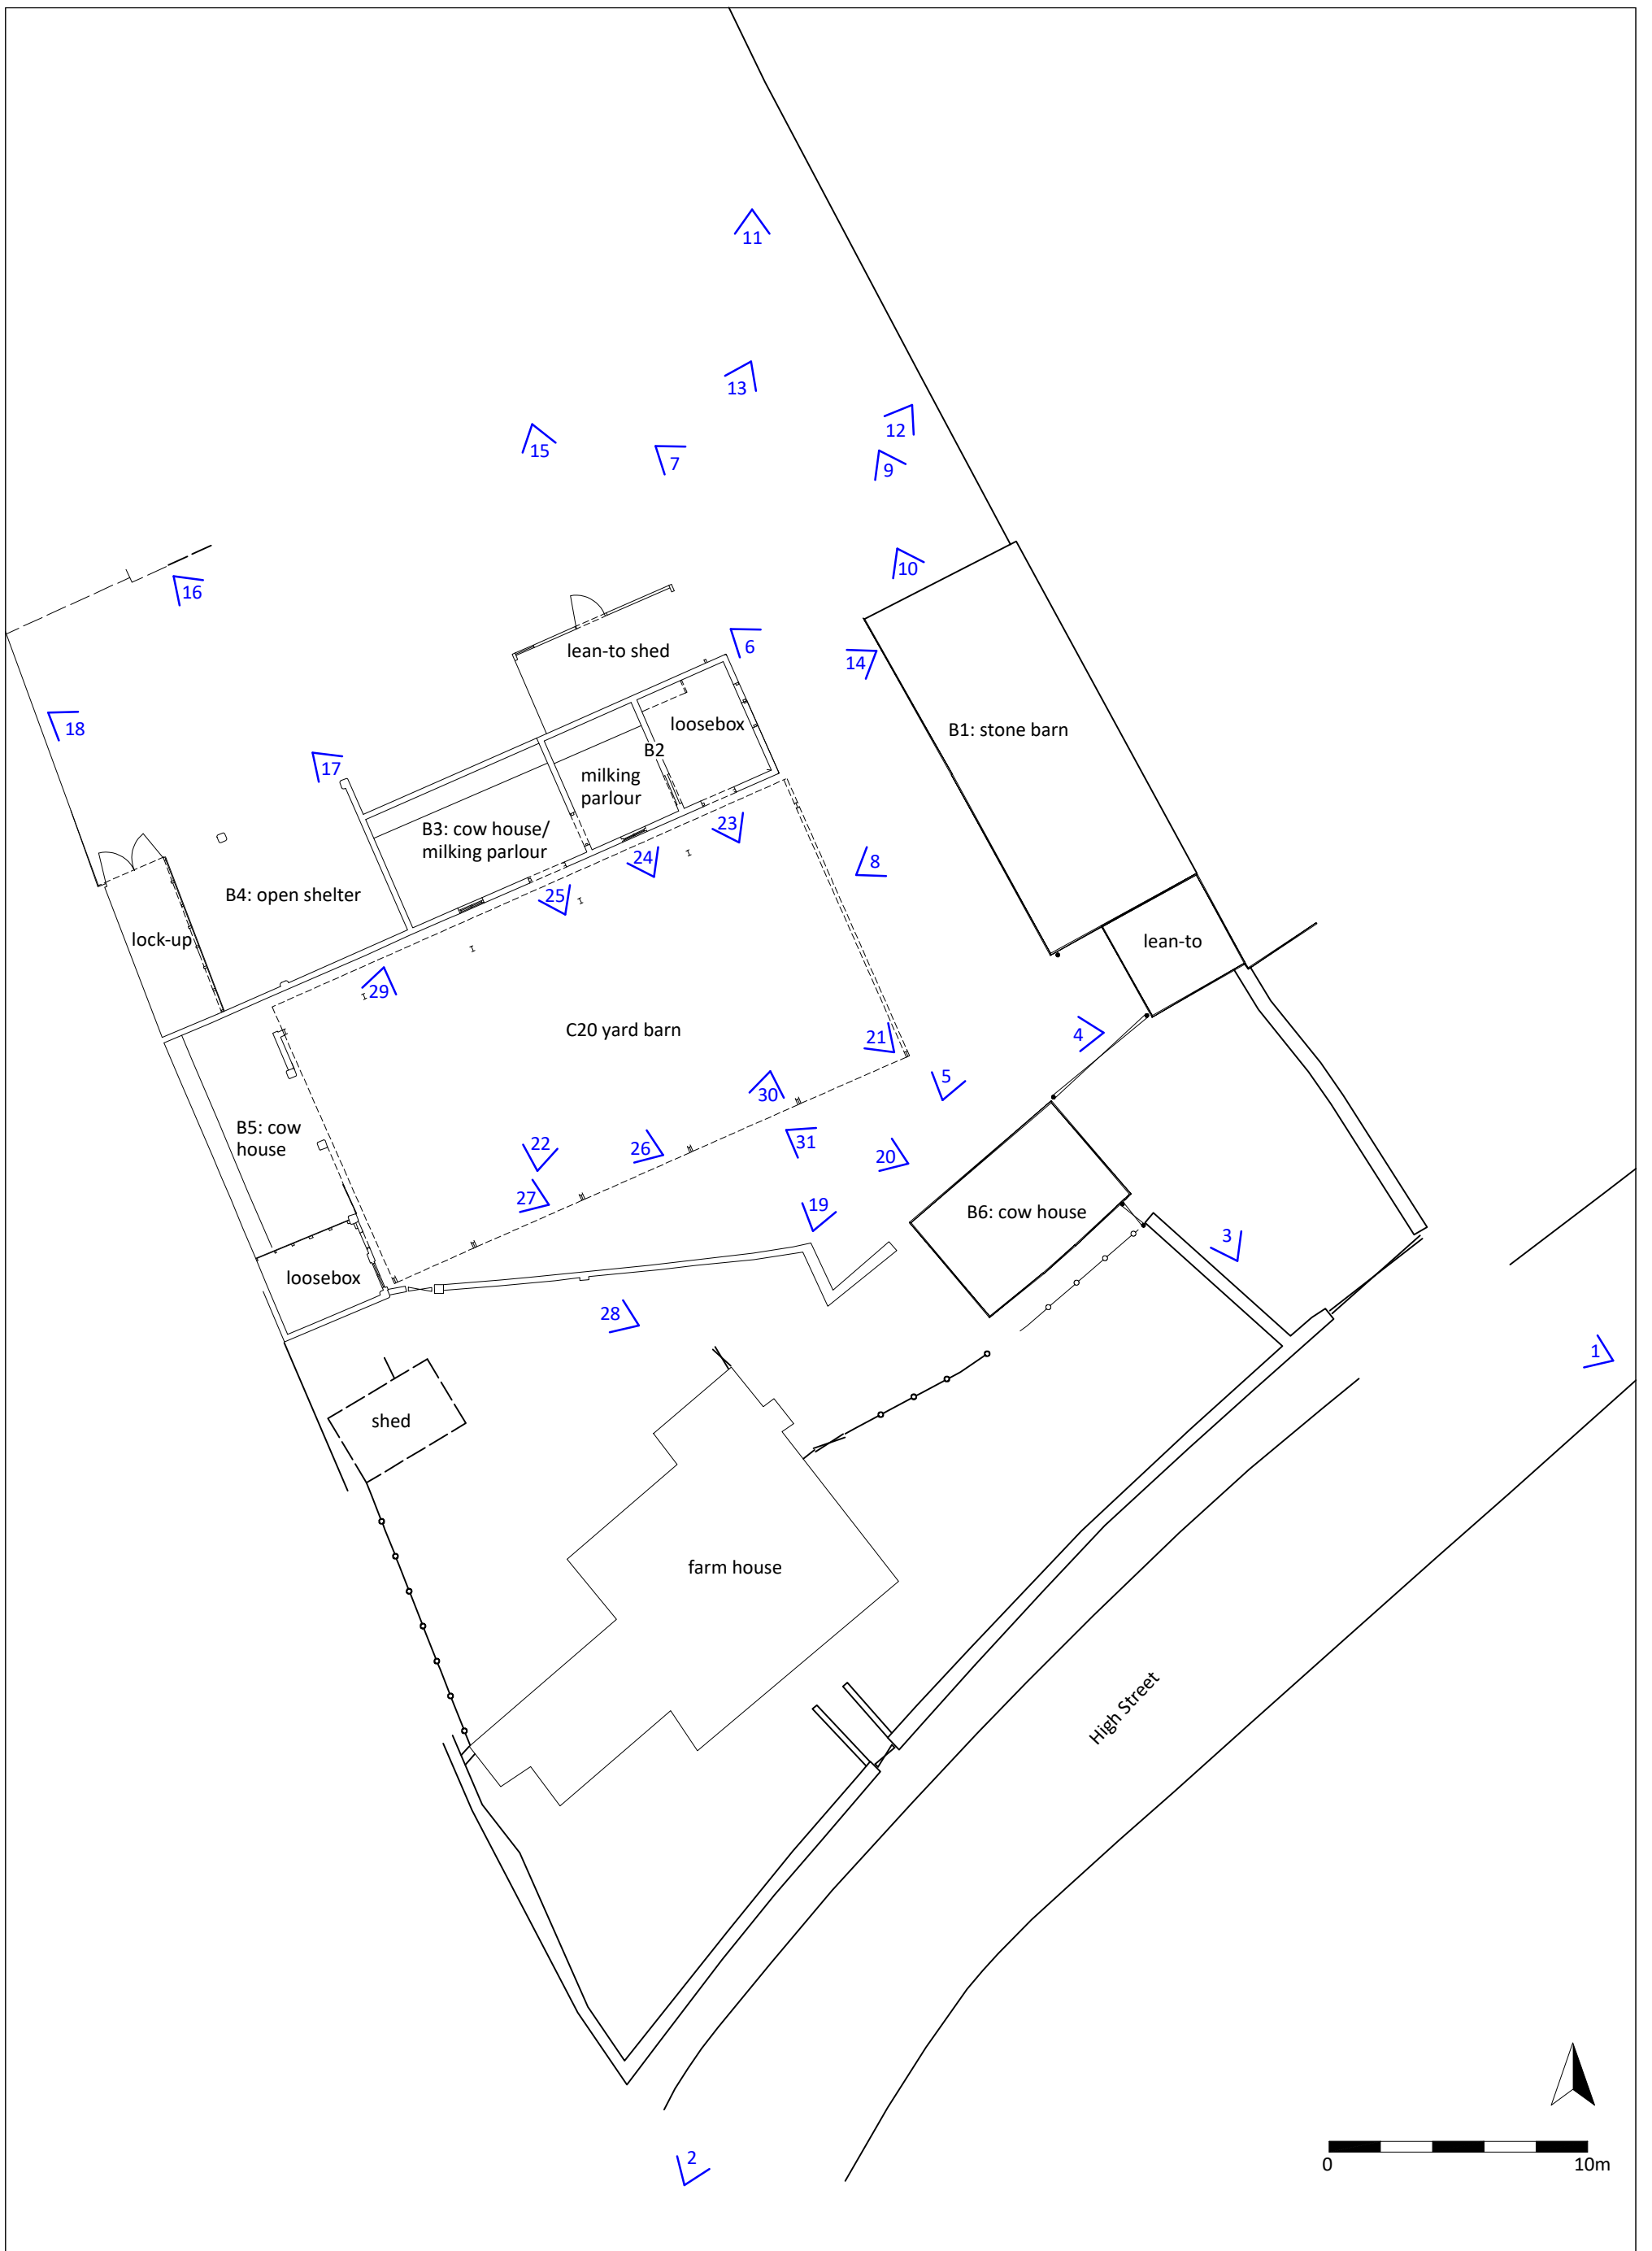 11
13
12
15
7
9
10
16
lean-to shed
6
14
18
loosebox
B1: stone barn
B2
17
milking
parlour
23
B3: cow house/
milking parlour
24
8
25
B4: open shelter
lock-up
lean-to
29
C20 yard barn
21
4
5
30
B5: cow
house
22
26
31
20
27
19
B6: cow house
3
loosebox
28
1
shed
farm house
High Street
2
0
10m